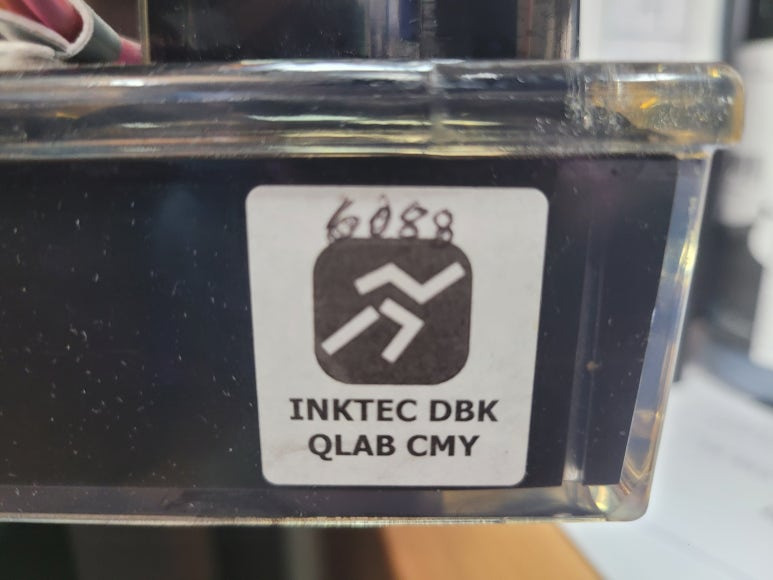 6088
INKTEC DBK
QLAB CMY